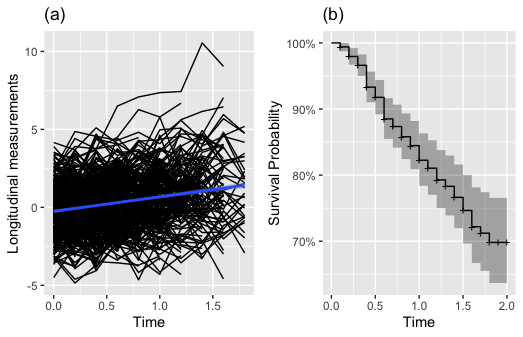 (a)
Longitudinal measurements
10
5
0
-5
0.0 0.5 1.0 1.5
Time
(b)
Survival Probability
100%
90%
80%
70%
0.0 0.5 1.0 1.5 2.0
Time